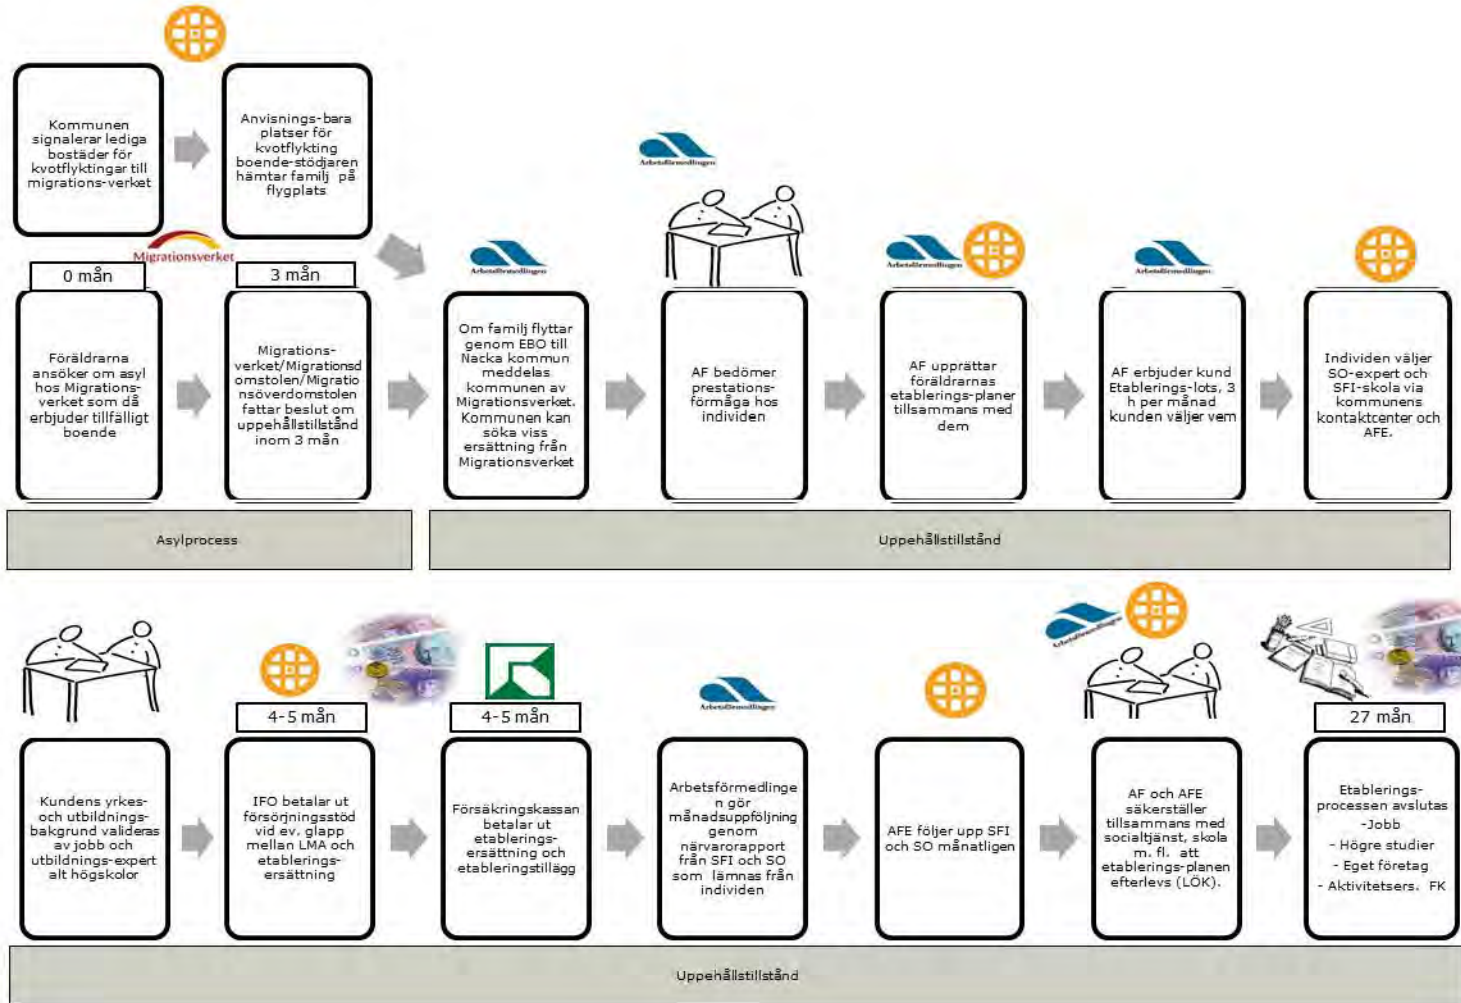 Kommunen
signalerar lediga
bostäder för
kvotflyktingar till
migrations-verket
Anvisnings-bara
platser för
kvotflykting
boende-stödjaren
hämtar familj på
flygplats
Arbetsförmedlingen
Migrationsverket
Arbetsförmedlingen
Arbetsförmedlingen
Arbetsförmedlingen
0 mån
3 mån
Föräldrarna
ansöker om asyl
hos Migrations-
verket som då
erbjuder tillfälligt
boende
Migrations-
verket/Migrationsd
omstolen/Migratio
nsöverdomstolen
fattar beslut om
uppehållstillstånd
inom 3 mån
Om familj flyttar
genom EBO till
Nacka kommun
meddelas
kommunen av
Migrationsverket.
Kommunen kan
söka viss
ersättning från
Migrationsverket
AF bedömer
prestations-
förmåga hos
individen
AF upprättar
föräldrarnas
etablerings-planer
tillsammans med
dem
AF erbjuder kund
Etablerings-lots, 3
h per månad
kunden väljer vem
Individen väljer
SO-expert och
SFI-skola via
kommunens
kontaktcenter och
AFE.
Asylprocess
Uppehållstillstånd
Arbetsförmedlingen
Arbetsförmedlingen
4-5 mån
4-5 mån
27 mån
Kundens yrkes-
och utbildnings-
bakgrund valideras
av jobb och
utbildnings-expert
alt högskolor
IFO betalar ut
försörjningsstöd
vid ev. glapp
mellan LMA och
etablerings-
ersättning
Försäkringskassan
betalar ut
etablerings-
ersättning och
etableringstillägg
Arbetsförmedlinge
n gör
månadsuppföljning
genom
närvarorapport
från SFI och SO
som lämnas från
individen
AFE följer upp SFI
och SO månatligen
AF och AFE
säkerställer
tillsammans med
socialtjänst, skola
m. fl. att
etablerings-planen
efterlevs (LÖK).
Etablerings-
processen avslutas
-Jobb
- Högre studier
- Eget företag
- Aktivitetsers. FK
Uppehållstillstånd